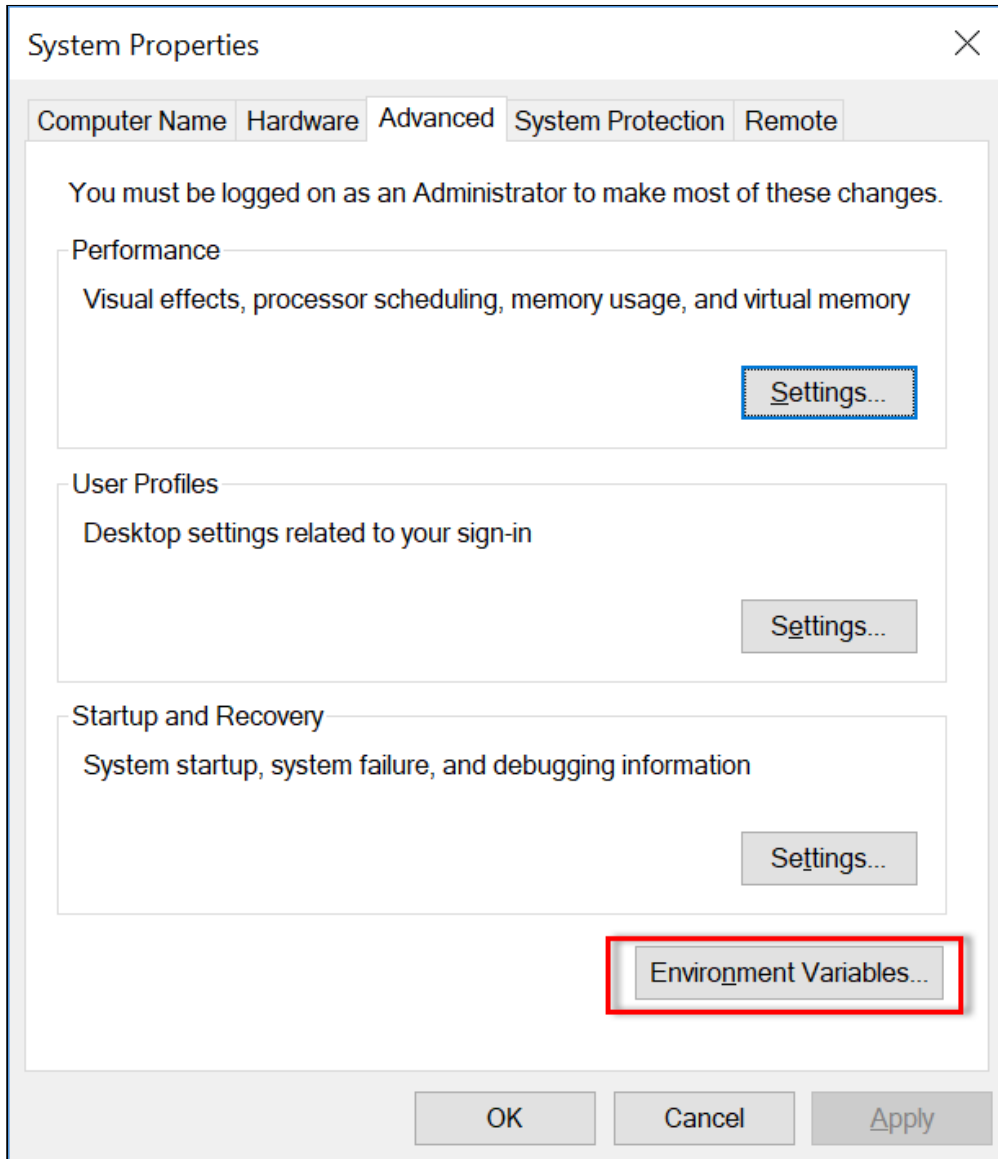 System Properties
Computer Name Hardware Advanced System Protection Remote
You must be logged on as an Administrator to make most of these changes.
Performance
Visual effects, processor scheduling, memory usage, and virtual memory
Settings...
User Profiles
Desktop settings related to your sign-in
Settings...
Startup and Recovery
System startup, system failure, and debugging information
Settings...
Environment Variables...
OK Cancel Apply